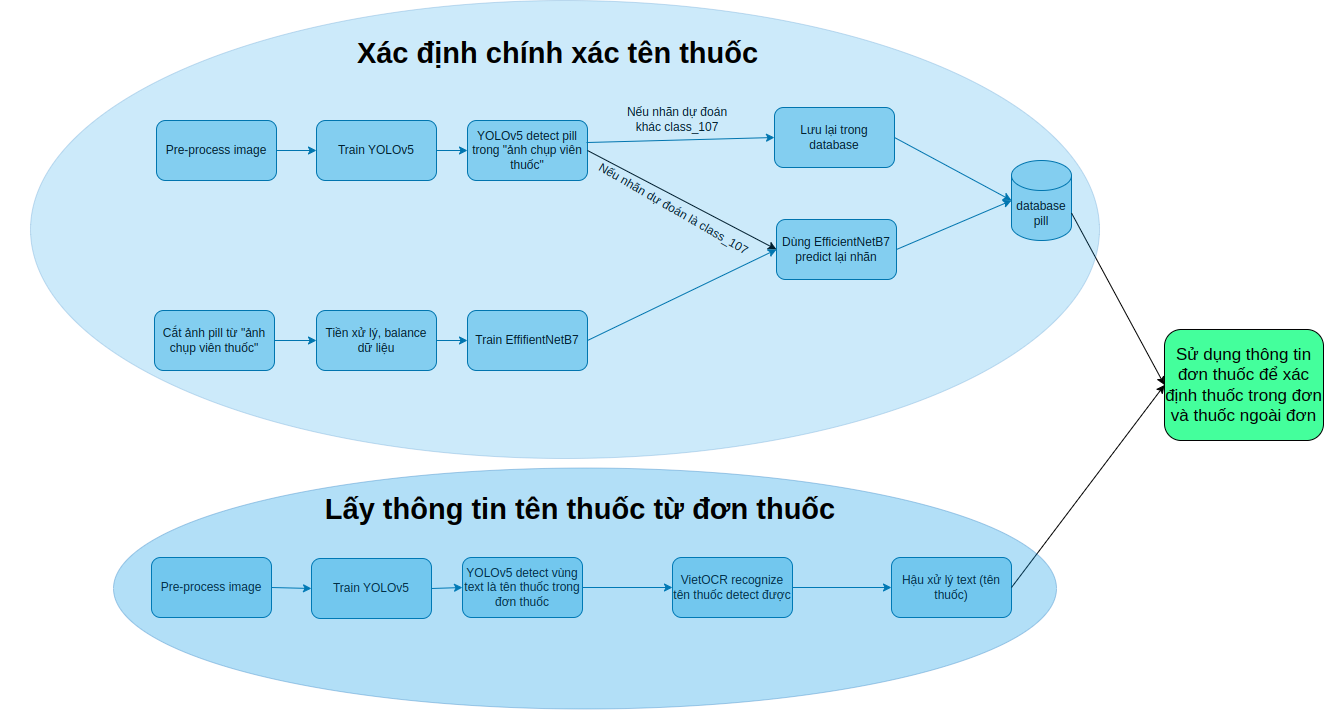 Xác định chính xác tên thuốc
Nếu nhãn dự đoán
khác class_107
Pre-process image
Train YOLOv5
YOLOv5 detect pill
trong "ảnh chụp viên
thuốc"
Lưu lại trong
database
Nếu nhãn dự đoán là class_107
database
pill
Dùng EfficientNetB7
predict lại nhãn
Cắt ảnh pill từ "ảnh
chụp viên thuốc"
Tiền xử lý, balance
dữ liệu
Train EffifientNetB7
Sử dụng thông tin
đơn thuốc để xác
định thuốc trong đơn
và thuốc ngoài đơn
Lấy thông tin tên thuốc từ đơn thuốc
Pre-process image
Train YOLOv5
YOLOv5 detect vùng
text là tên thuốc trong
đơn thuốc
VietOCR recognize
tên thuốc detect được
Hậu xử lý text (tên
thuốc)